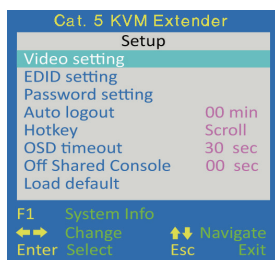 Cat. 5 KVM Extender
Setup
Video setting
EDID setting
Password setting
Auto logout 00 min
Hotkey Scroll
OSD timeout 30 sec
Off Shared Console 00 sec
Load default
F1 System Info
Change Navigate
Enter Select Esc Exit